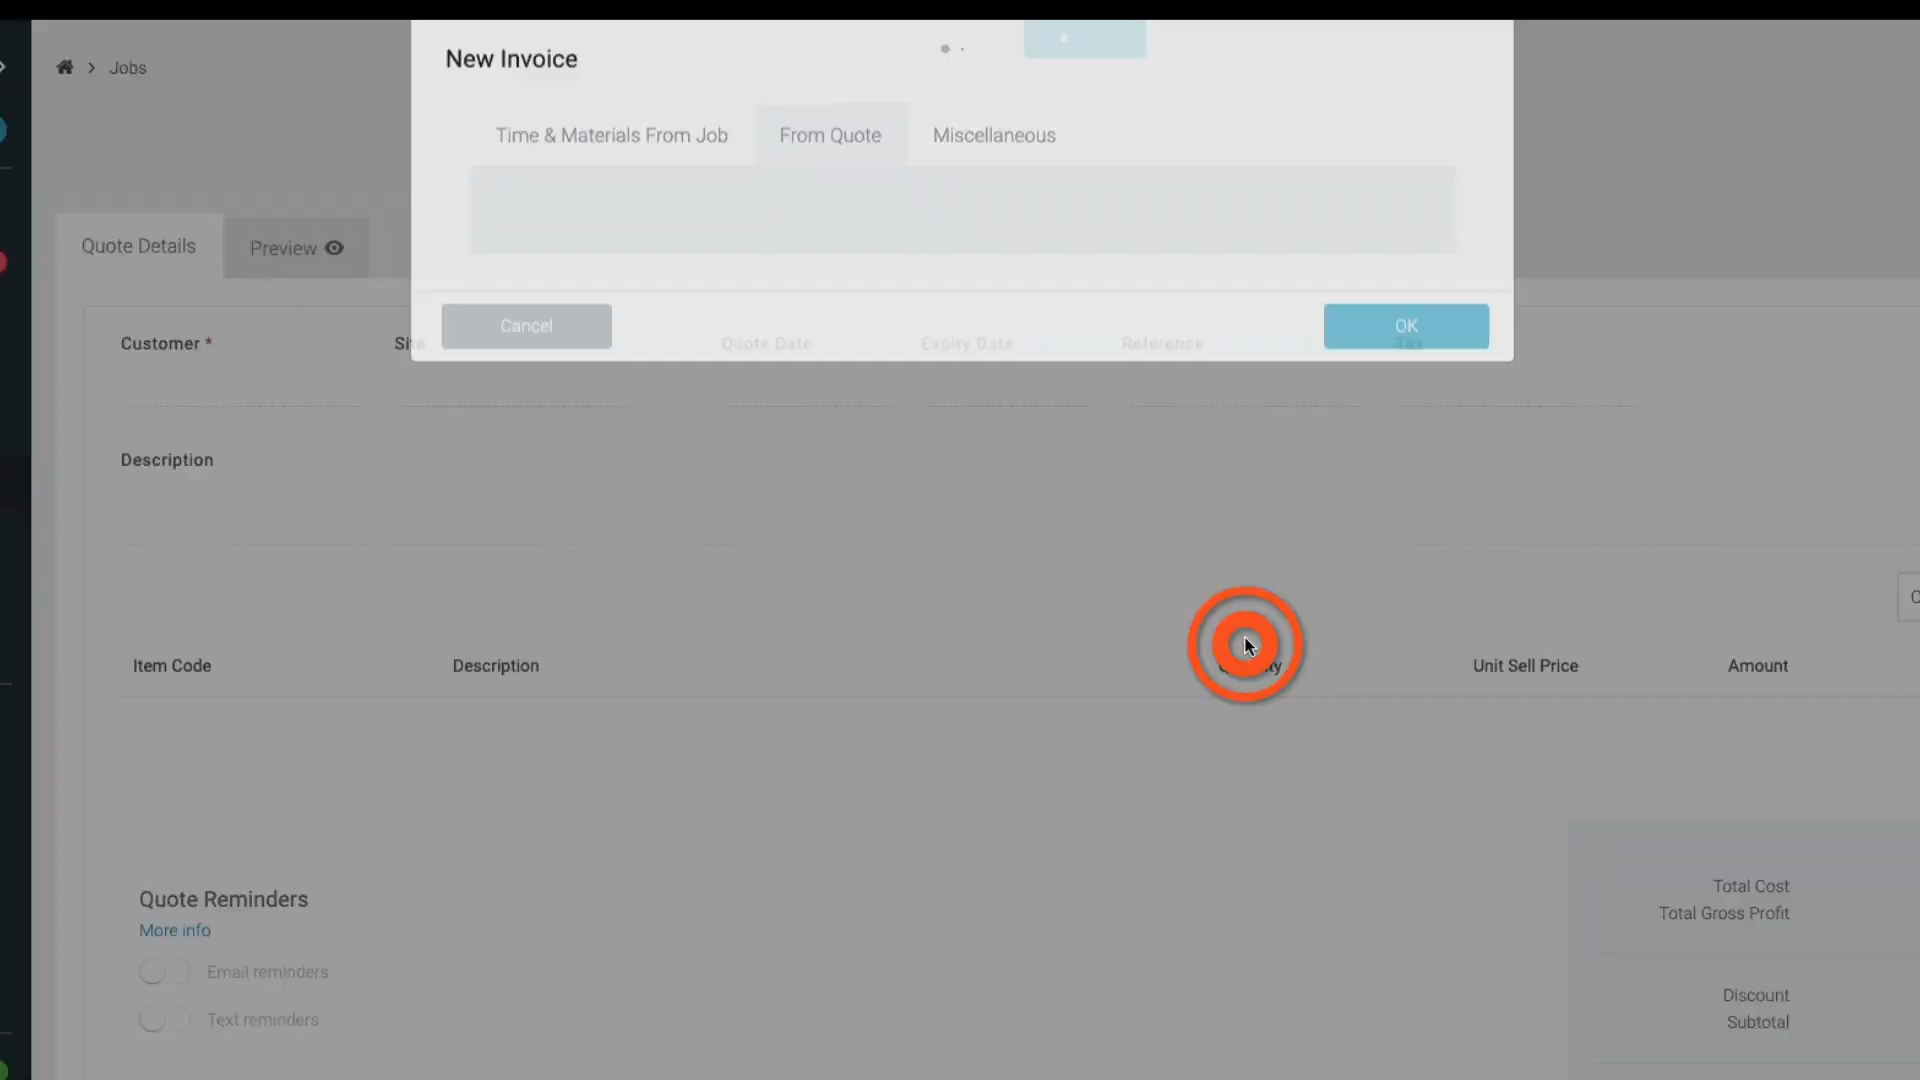 Jobs
New Invoice
Time & Materials From Job
From Quote
Miscellaneous
Quote Details
Preview
Cancel
OK
Customer *
Quote Date
Expiry Date
Reference
Tax
Description
Item Code
Description
Unit Sell Price
Amount
Quote Reminders
More info
Email reminders
Text reminders
Total Cost
Total Gross Profit
Discount
Subtotal